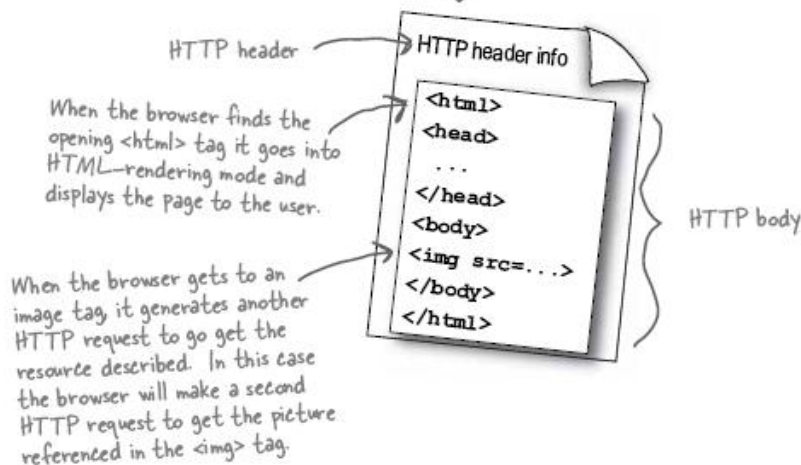 HTTP header
HTTP header info
When the browser finds the
opening <html> tag it goes into
HTML-rendering mode and
displays the page to the user.
<html>
<head>
...
</head>
<body>
<img src=...>
</body>
</html>
HTTP body
When the browser gets to an
image tag, it generates another
HTTP request to go get the
resource described. In this case
the browser will make a second
HTTP request to get the picture
referenced in the <img> tag.